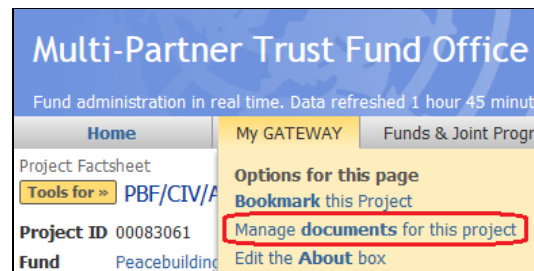 Multi-Partner Trust Fund Office
Fund administration in real time. Data refreshed 1 hour 45 minut
Home My GATEWAY Funds & Joint Progr
Project Factsheet
Tools for » PBF/CIV/A
Project ID 00083061
Fund Peacebuilding
Options for this page
Bookmark this Project
Manage documents for this project
Edit the About box